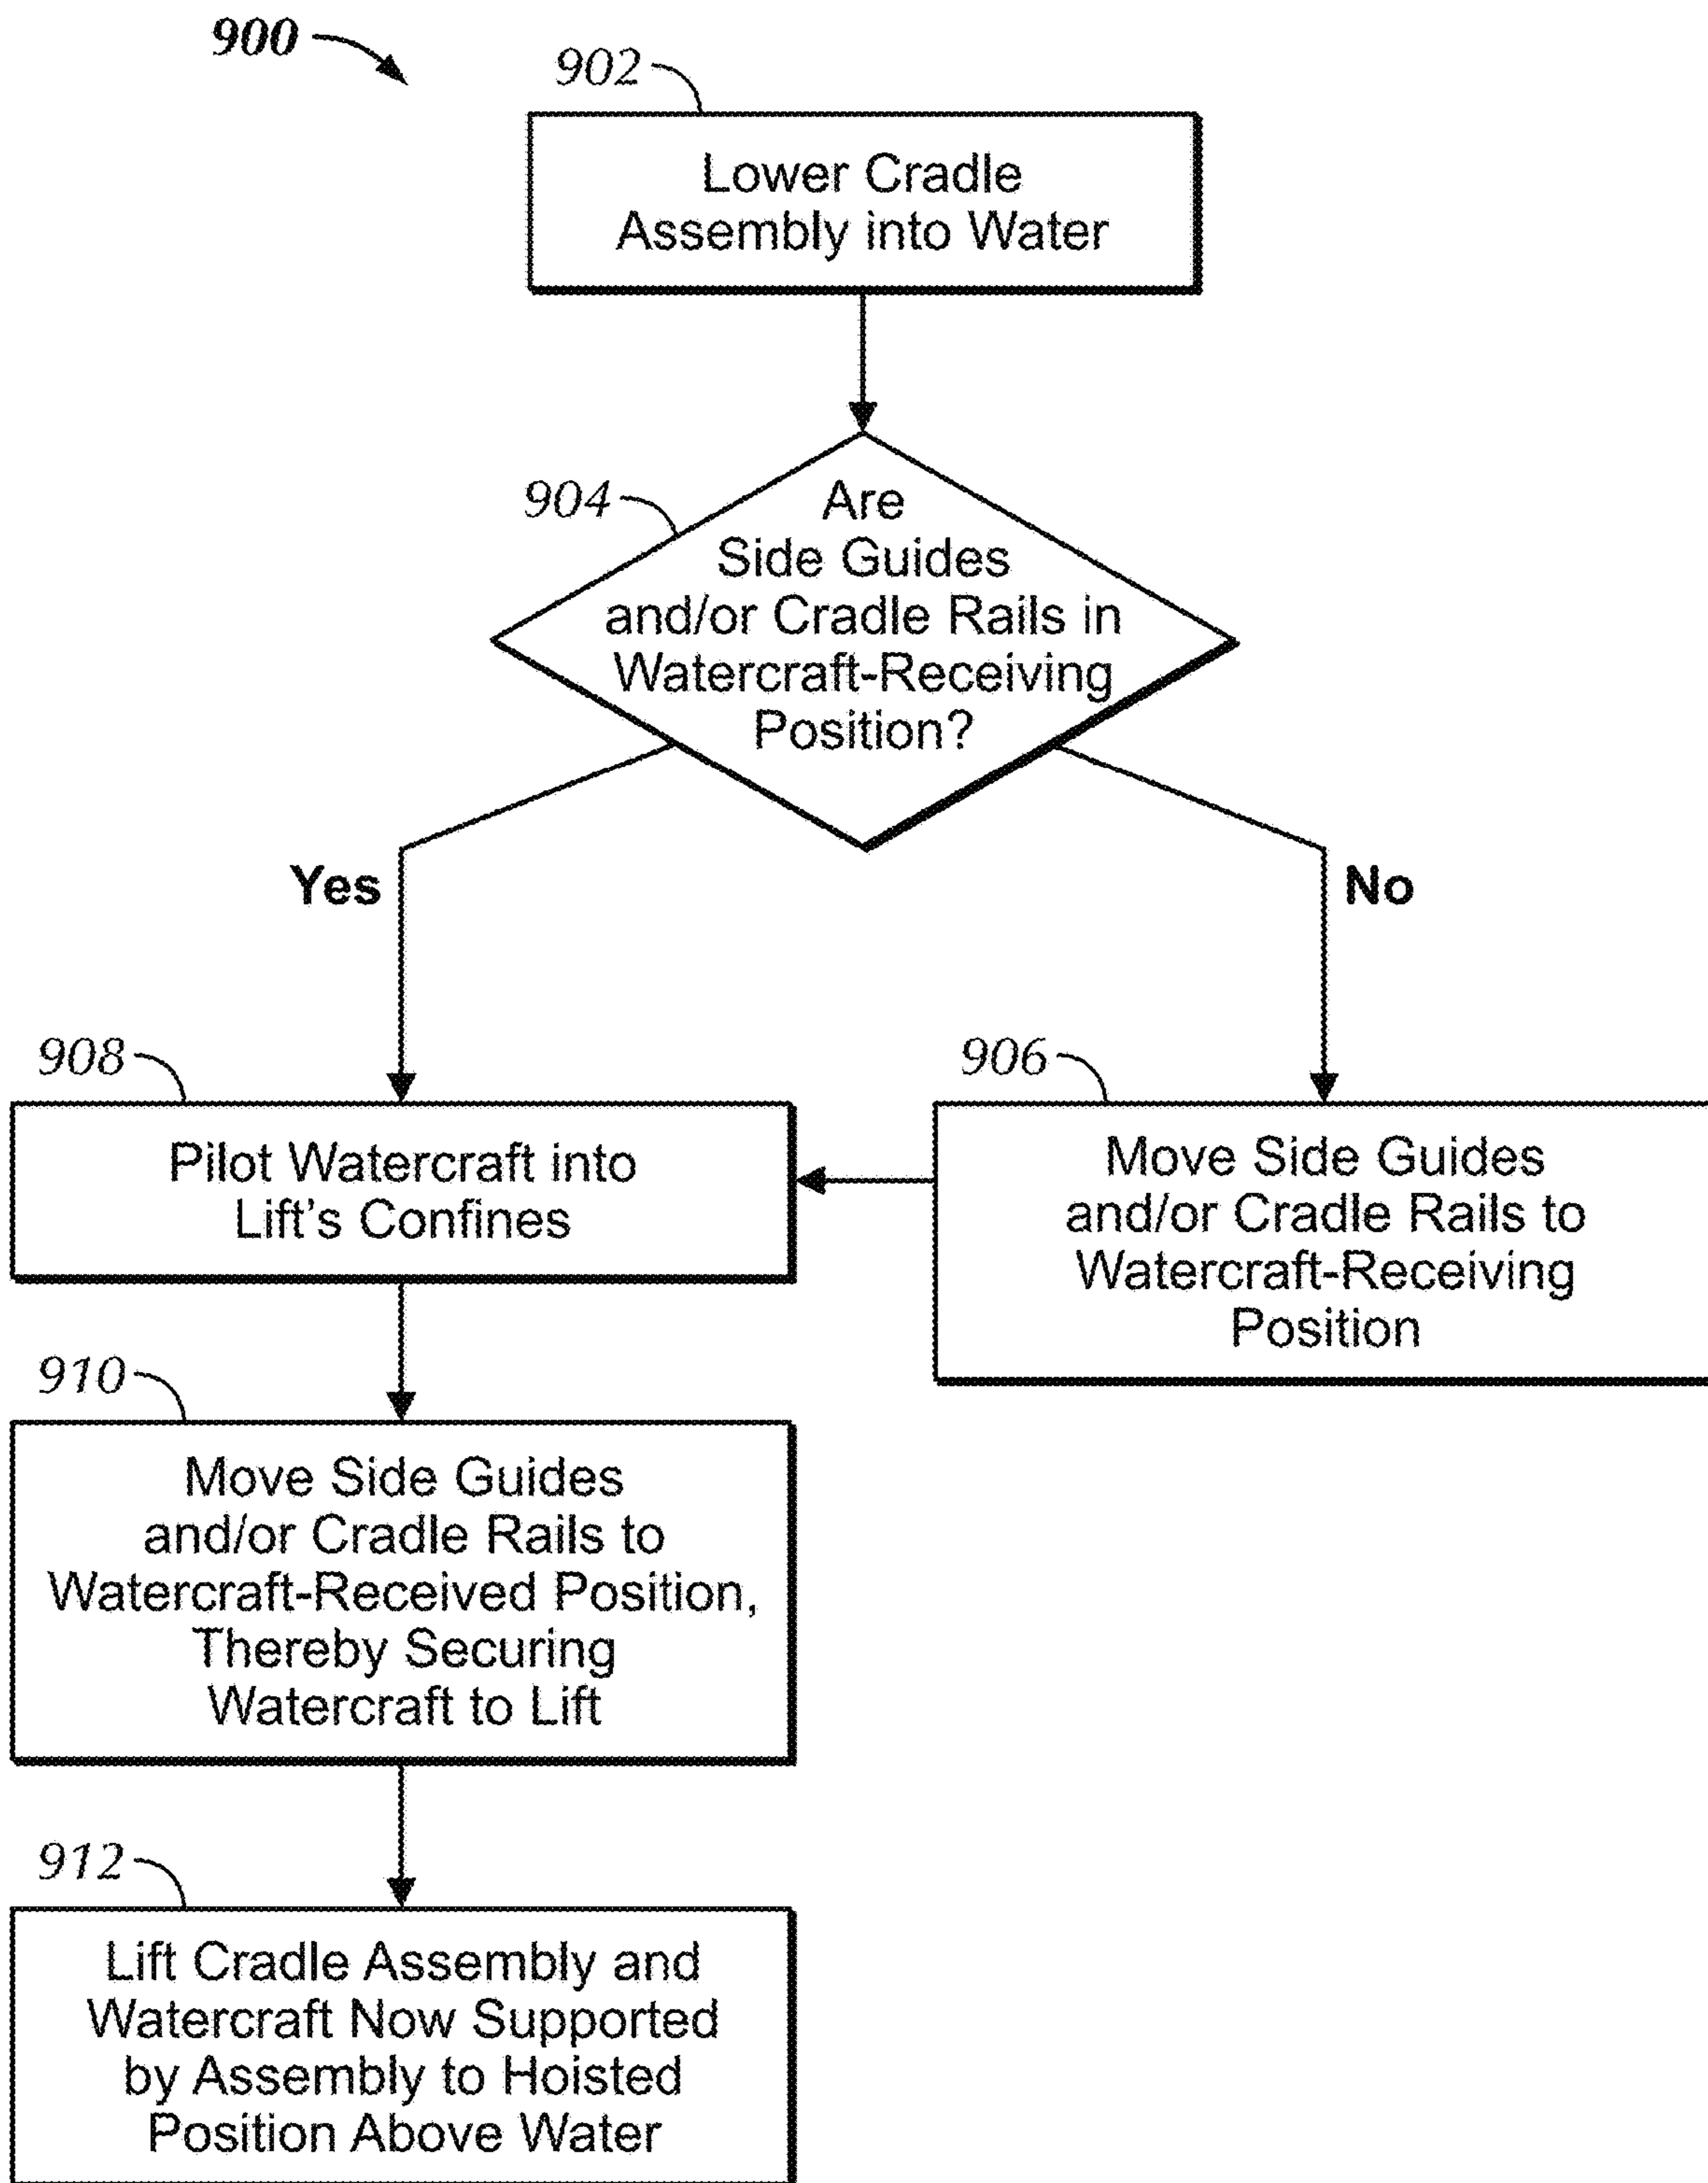 900
902
Lower Cradle
Assembly into Water
904
Are
Side Guides
and/or Cradle Rails in
Watercraft-Receiving
Position?
Yes
No
908
Pilot Watercraft into
Lift's Confines
906
Move Side Guides
and/or Cradle Rails to
Watercraft-Receiving
Position
910
Move Side Guides
and/or Cradle Rails to
Watercraft-Received Position,
Thereby Securing
Watercraft to Lift
912
Lift Cradle Assembly and
Watercraft Now Supported
by Assembly to Hoisted
Position Above Water